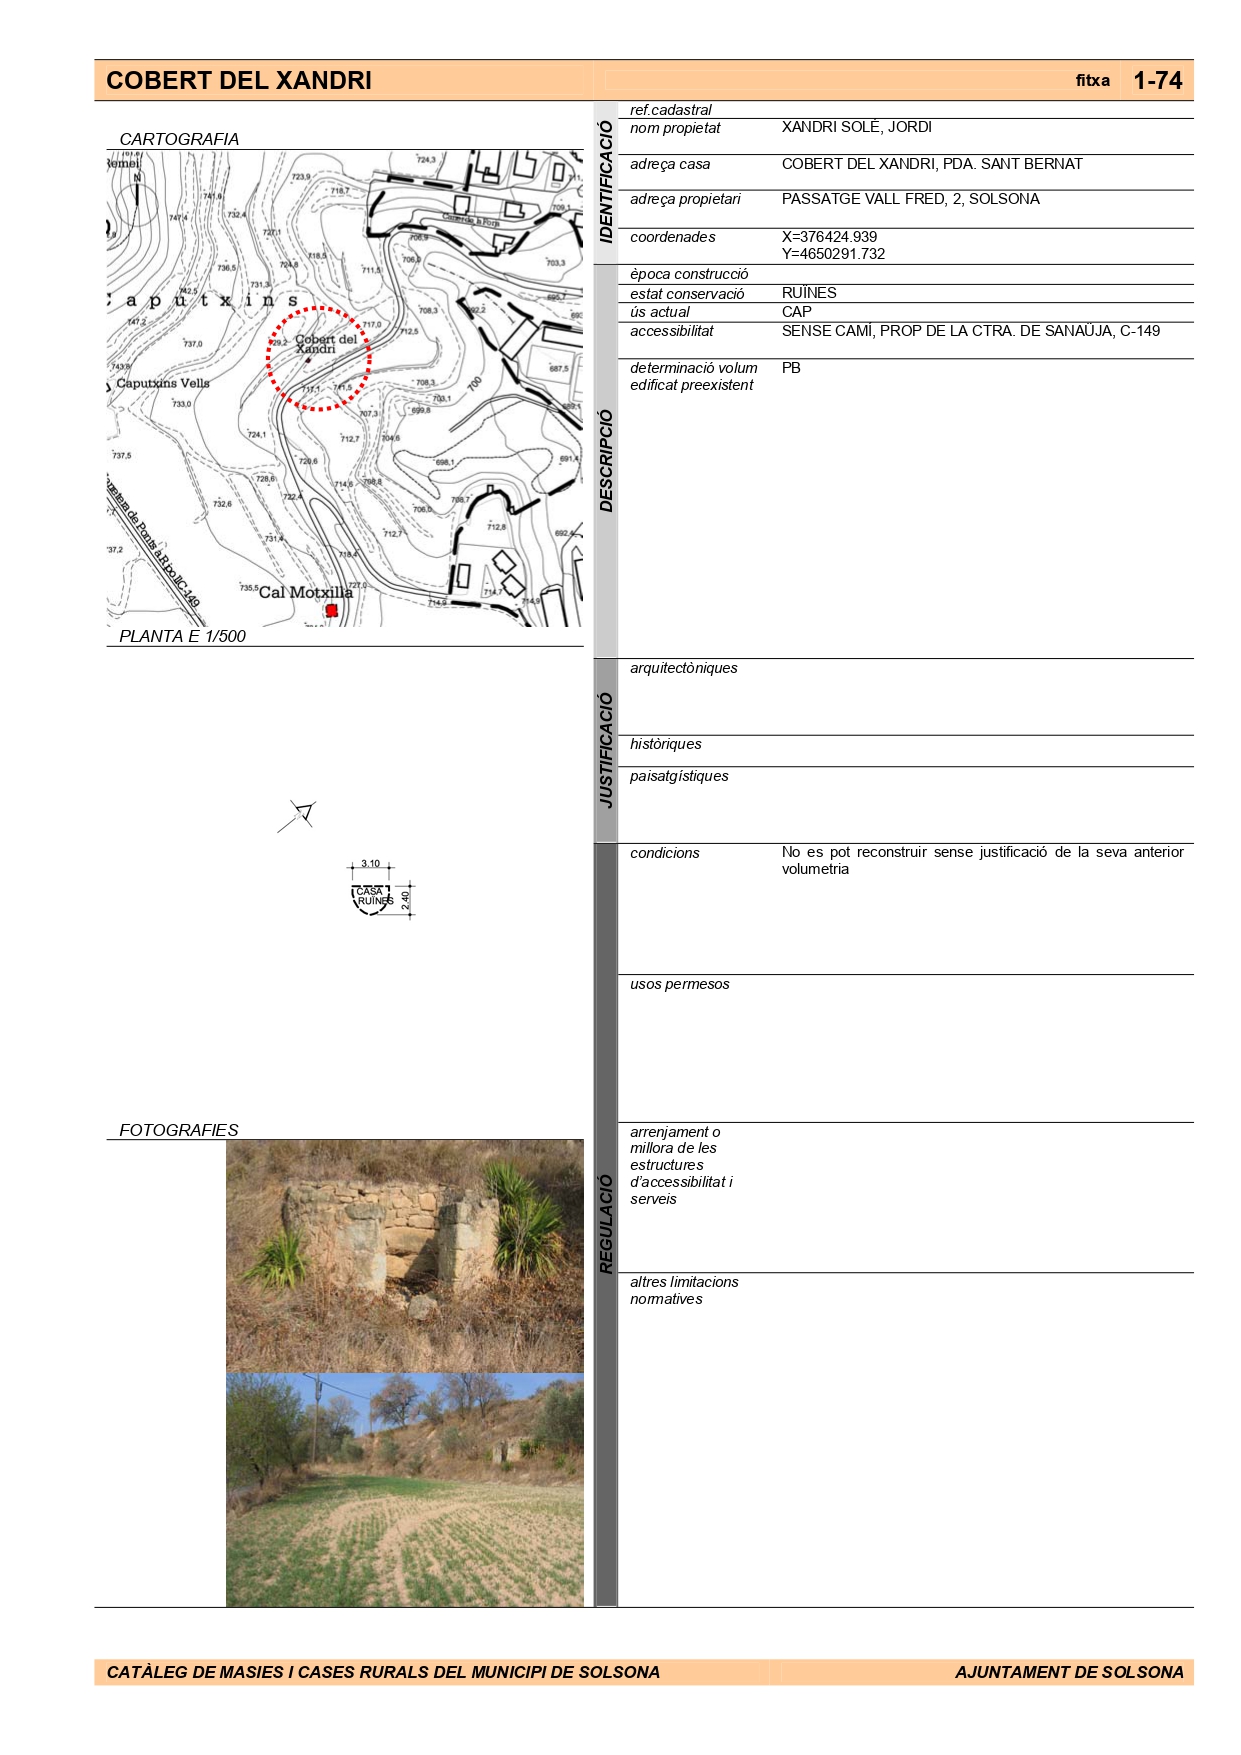 COBERT DEL XANDRI
fitxa 1-74
CARTOGRAFIA
Remei
N
724,3
723,9
718,7
741,8
747,4
732,4
709,1
Carrer de la Font
727,1
706,9
718,5
706,0
724,8
711,5
703,3
736,5
731,3
742,5
Caputxins
695,7
708,3
692,2
747,2
717,0
712,5
737,0
729,2
Cobert del
Xandri
743,8
687,5
Caputxins Vells
717,1
711,5
708,3
700
703,1
733,0
699,8
689,1
707,3
724,1
712,7
704,6
737,5
720,6
698,1
691,4
728,6
714,6
708,8
722,4
708,7
732,6
706,0
712,8
731,4
712,7
692,4
737,2
718,4
Carretera de Ponts a Ripoll C-149
735,5
Cal Motxilla
727,0
714,9
714,7
714,9
PLANTA E 1/500
3.10
CASA
RUÏNES
2.40
FOTOGRAFIES
IDENTIFICACIÓ
ref.cadastral
nom propietat XANDRI SOLÉ, JORDI
adreça casa COBERT DEL XANDRI, PDA. SANT BERNAT
adreça propietari PASSATGE VALL FRED, 2, SOLSONA
coordenades X=376424.939
Y=4650291.732
DESCRIPCIÓ
època construcció
estat conservació RUÏNES
ús actual CAP
accessibilitat SENSE CAMÍ, PROP DE LA CTRA. DE SANAÜJA, C-149
determinació volum PB
edificat preexistent
JUSTIFICACIÓ
arquitectòniques
històriques
paisatgístiques
REGULACIÓ
condicions No es pot reconstruir sense justificació de la seva anterior
volumetria
usos permesos
arrenjament o
millora de les
estructures
d'accessibilitat i
serveis
altres limitacions
normatives
CATÀLEG DE MASIES I CASES RURALS DEL MUNICIPI DE SOLSONA
AJUNTAMENT DE SOLSONA